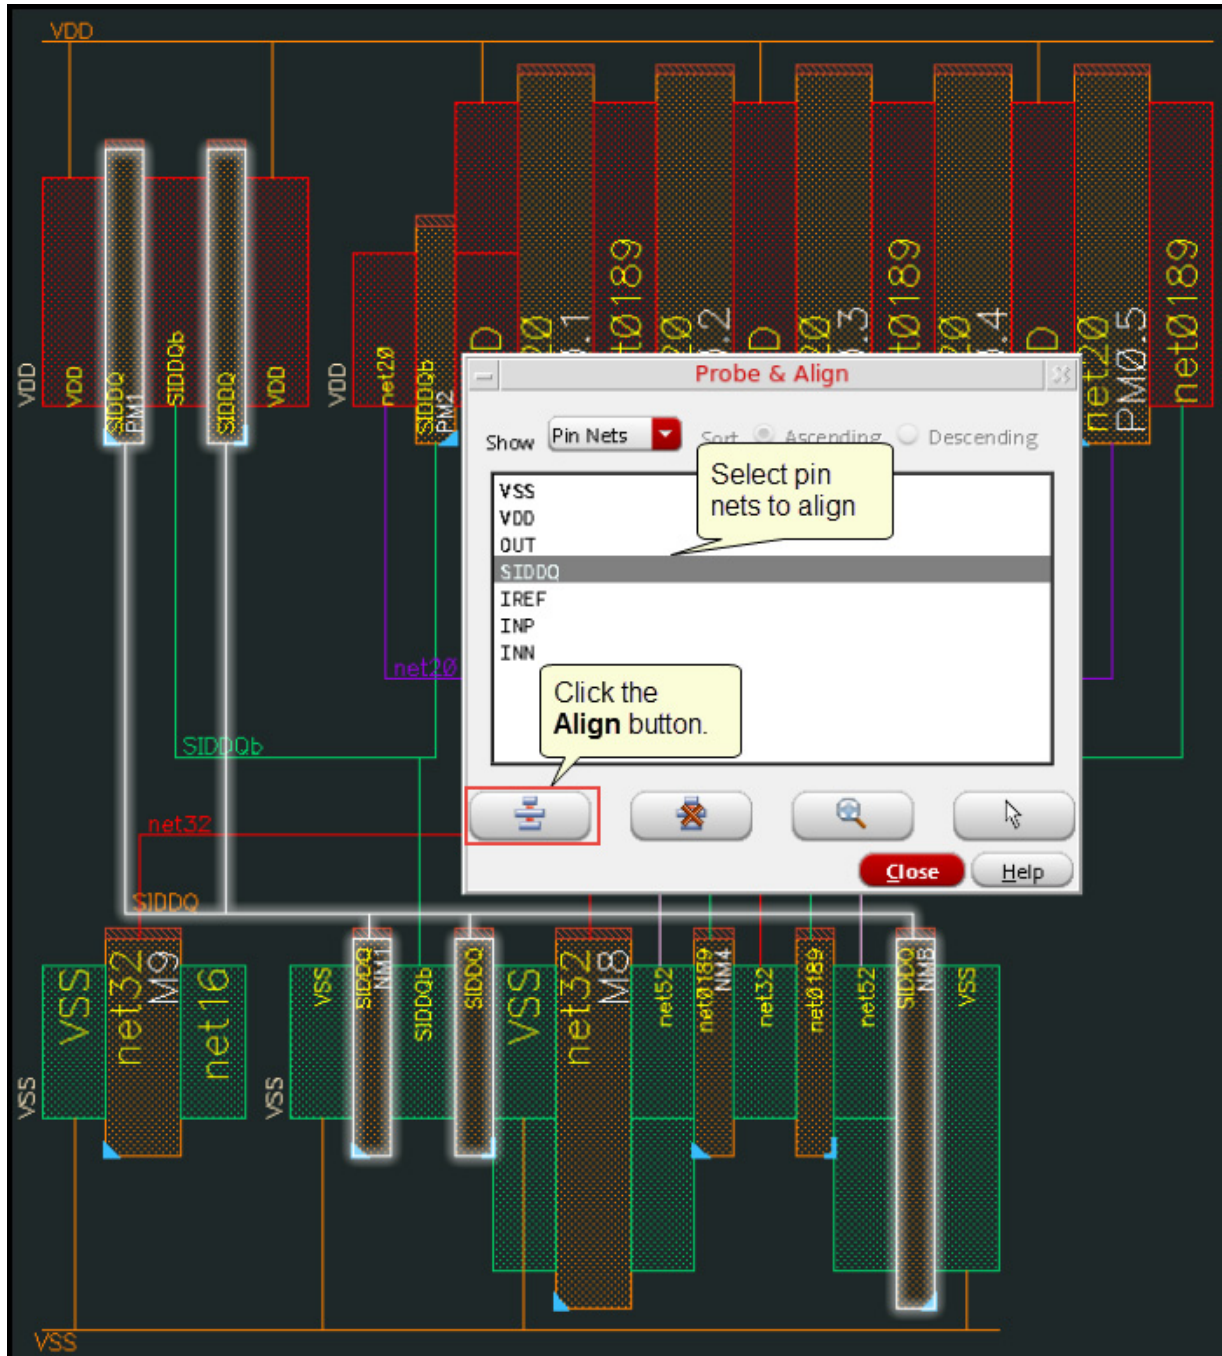 VDD
VDD
VDD
SIDDQ
PM1
SIDDQb
SIDDQ
VDD
VDD
net20
SIDDQb
PM2
net0189
net0189
net20
PM0.5
net0189
Probe & Align
Show Pin Nets Sort Ascending Descending
Select pin
nets to align
VSS
VDD
OUT
SIDDQ
IREF
INP
INN
Click the
Align button.
net20
SIDDQb
net32
Close Help
SIDDQ
VSS
VSS
net32
M9
net16
VSS
VSS
SIDDQ
NM1
SIDDQb
SIDDQ
VSS
net32
M8
net52
net0189
NM4
net32
net0189
net52
SIDDQ
VSS
VSS